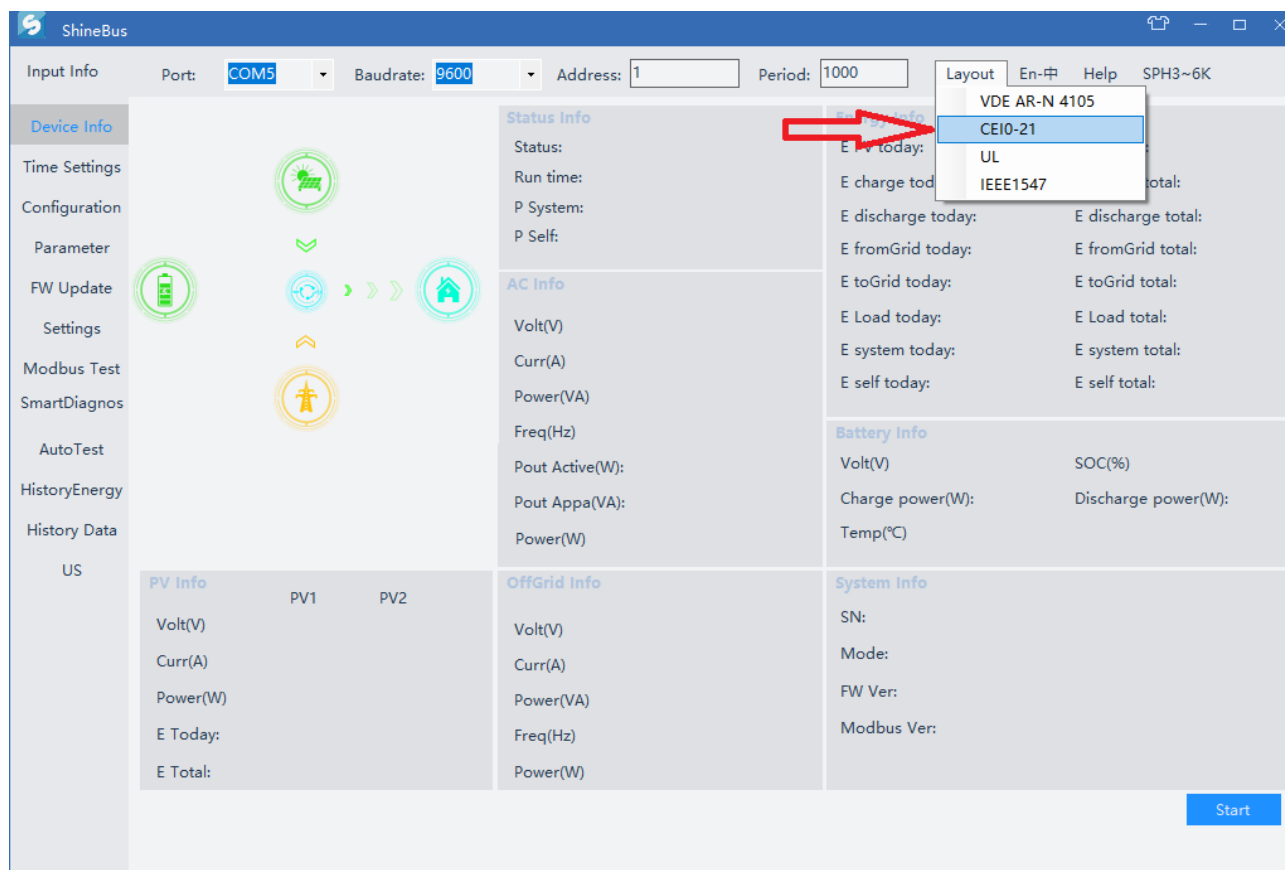 ShineBus
Input Info
Port: COM5 Baudrate: 9600 Address: 1 Period: 1000 Layout En-中 Help SPH3~6K
VDE AR-N 4105
CEI0-21
UL
IEEE1547
Device Info
Time Settings
Configuration
Parameter
FW Update
Settings
Modbus Test
SmartDiagnos
AutoTest
HistoryEnergy
History Data
US
Status Info
Status:
Run time:
P System:
P Self:
AC Info
Volt(V)
Curr(A)
Power(VA)
Freq(Hz)
Pout Active(W):
Pout Appa(VA):
Power(W)
Energy Info
E PV today:
E charge tod
otal:
E discharge today: E discharge total:
E fromGrid today: E fromGrid total:
E toGrid today: E toGrid total:
E Load today: E Load total:
E system today: E system total:
E self today: E self total:
Battery Info
Volt(V) SOC(%)
Charge power(W): Discharge power(W):
Temp(℃)
PV Info
PV1 PV2
Volt(V)
Curr(A)
Power(W)
E Today:
E Total:
OffGrid Info
Volt(V)
Curr(A)
Power(VA)
Freq(Hz)
Power(W)
System Info
SN:
Mode:
FW Ver:
Modbus Ver:
Start